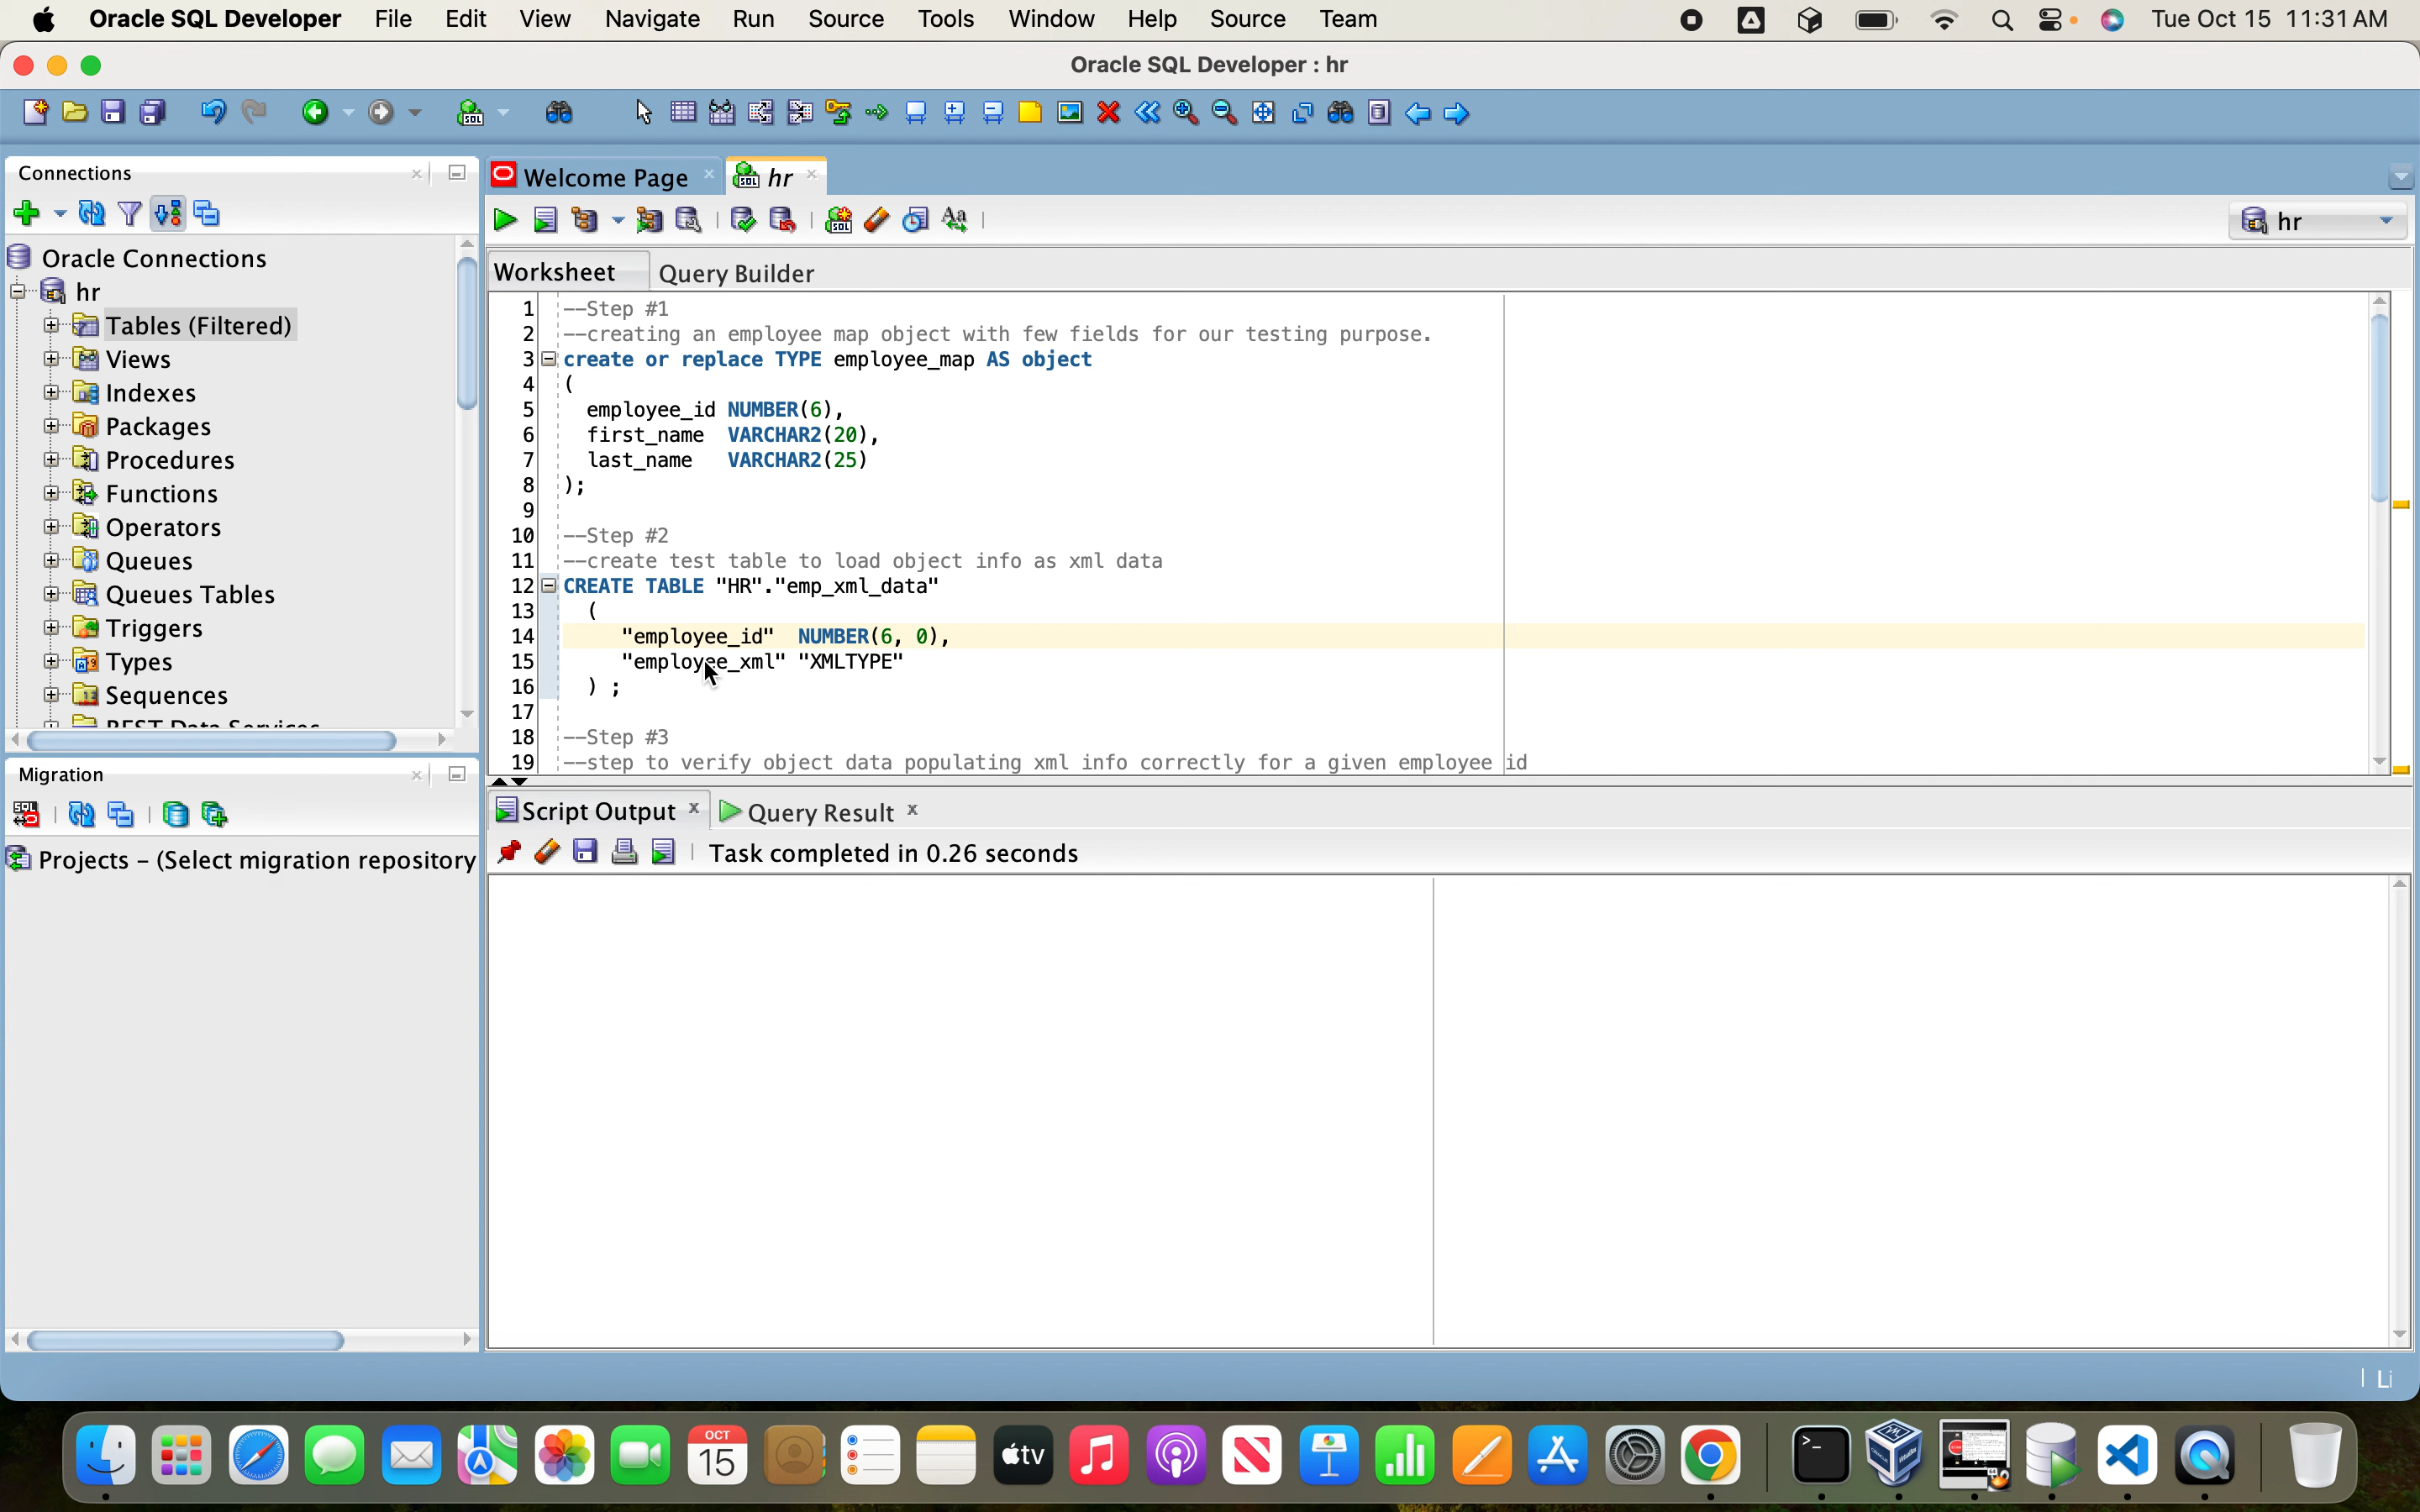 Oracle SQL Developer File Edit View Navigate Run Source Tools Window Help Source Team Tue Oct 15 11:31 AM
Oracle SQL Developer : hr
Connections
Welcome Page
hr
hr
Worksheet Query Builder
Oracle Connections
hr
Tables (Filtered)
Views
Indexes
Packages
Procedures
Functions
Operators
Queues
Queues Tables
Triggers
Types
Sequences
REST Data Services
1 --Step #1
2 --creating an employee map object with few fields for our testing purpose.
3 create or replace TYPE employee_map AS object
4 (
5 employee_id NUMBER(6),
6 first_name VARCHAR2(20),
7 last_name VARCHAR2(25)
8 );
9
10 --Step #2
11 --create test table to load object info as xml data
12 CREATE TABLE "HR"."emp_xml_data"
13 (
14 "employee_id" NUMBER(6, 0),
15 "employee_xml" "XMLTYPE"
16 ) ;
17
18 --Step #3
19 --step to verify object data populating xml info correctly for a given employee id
Migration
Projects – (Select migration repository
Script Output Query Result
Task completed in 0.26 seconds
Li
OCT
15
tv